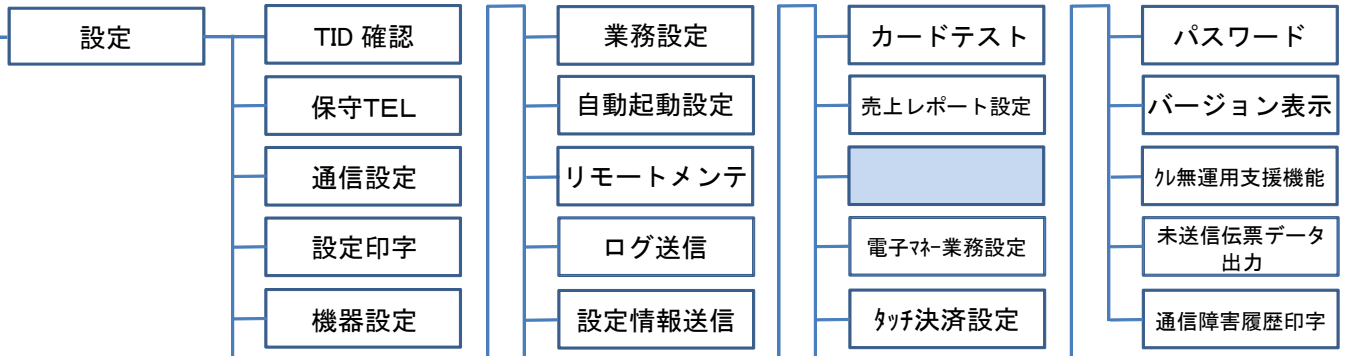 設定
TID 確認
保守TEL
通信設定
設定印字
機器設定
業務設定
自動起動設定
リモートメンテ
ログ送信
設定情報送信
カードテスト
売上レポート設定
電子ﾏﾈｰ業務設定
ﾀｯﾁ決済設定
パスワード
バージョン表示
ｸﾚ無運用支援機能
未送信伝票データ
出力
通信障害履歴印字